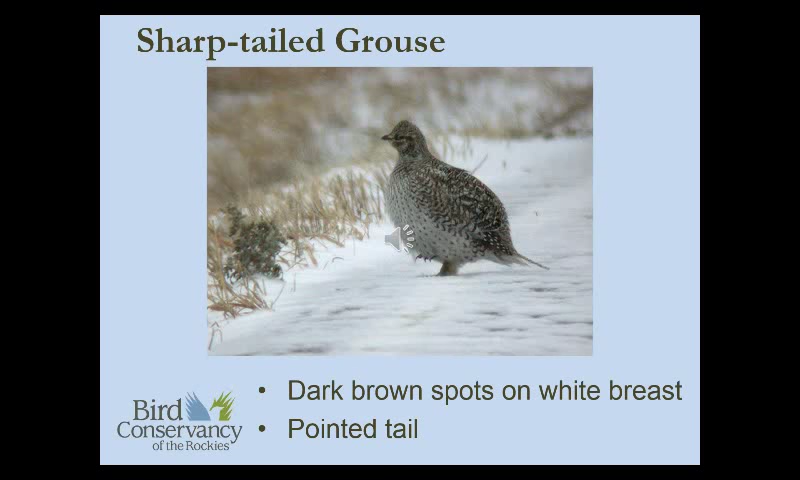 Sharp-tailed Grouse
• Dark brown spots on white breast
• Pointed tail
Bird
Conservancy
of the Rockies